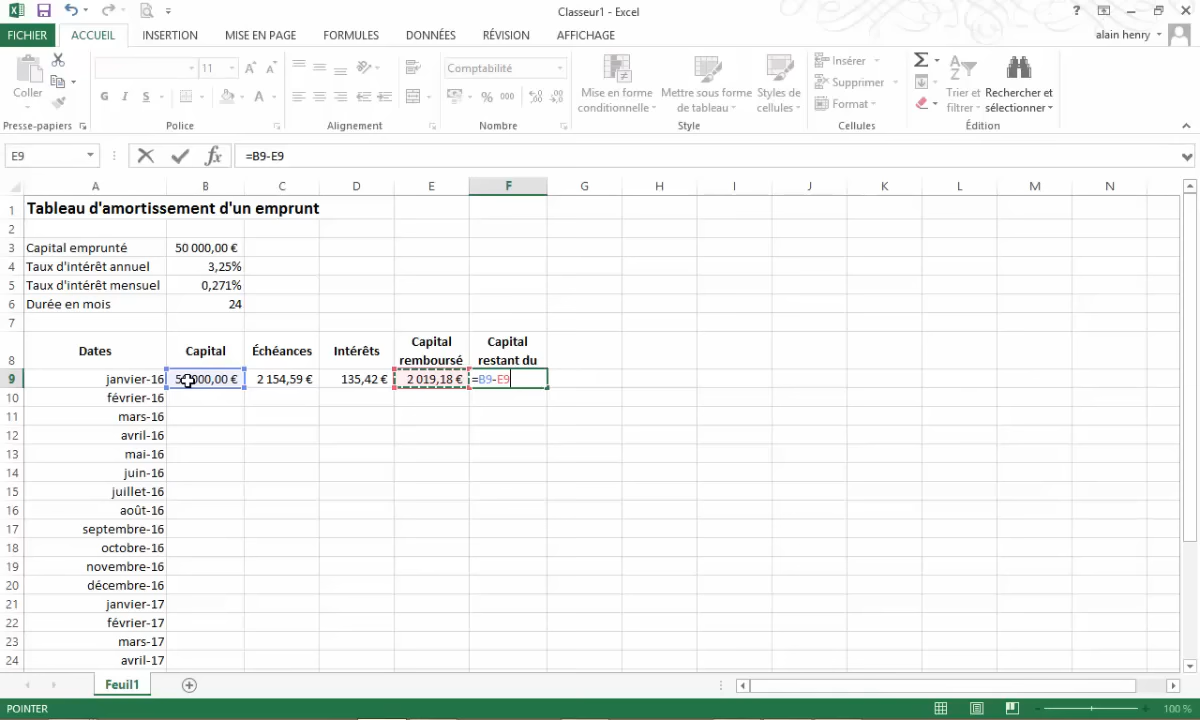 Classeur1 - Excel
?
FICHIER ACCUEIL INSERTION MISE EN PAGE FORMULES DONNÉES RÉVISION AFFICHAGE alain henry
Coller
11
A A
Comptabilité
Mise en forme conditionnelle
Mettre sous forme de tableau
Styles de cellules
Insérer
Supprimer
Format
Σ
Trier et filtrer
Rechercher et sélectionner
G I S A
% 000
Presse-papiers Police Alignement Nombre Style Cellules Édition
E9 fx =B9-E9
A B C D E F G H I J K L M N
1 Tableau d'amortissement d'un emprunt
2
3 Capital emprunté 50 000,00 €
4 Taux d'intérêt annuel 3,25%
5 Taux d'intérêt mensuel 0,271%
6 Durée en mois 24
7
8 Dates Capital Échéances Intérêts Capital remboursé Capital restant du
9 janvier-16 50 000,00 € 2 154,59 € 135,42 € 2 019,18 € =B9-E9
10 février-16
11 mars-16
12 avril-16
13 mai-16
14 juin-16
15 juillet-16
16 août-16
17 septembre-16
18 octobre-16
19 novembre-16
20 décembre-16
21 janvier-17
22 février-17
23 mars-17
24 avril-17
Feuil1
POINTER 100 %